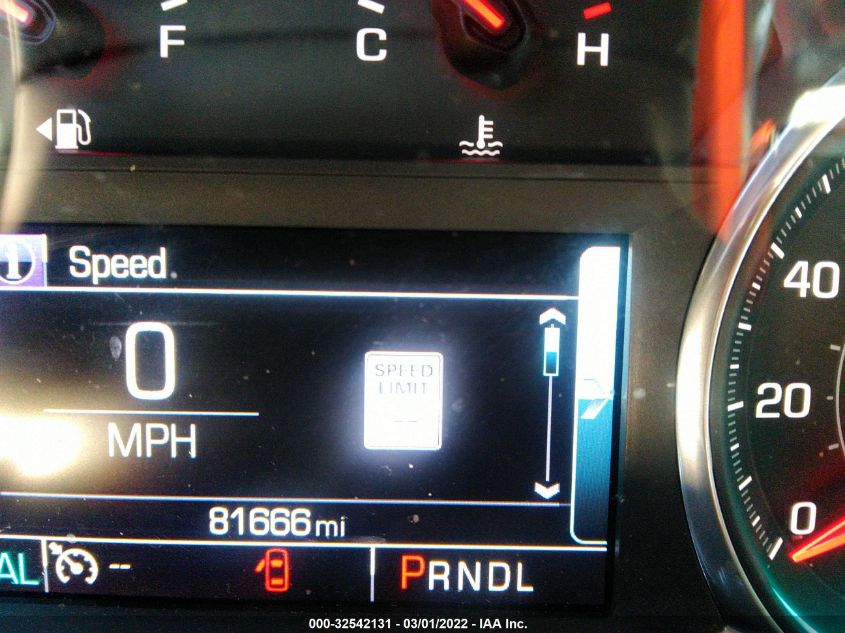 F C H
Speed
0
MPH
SPEED
LIMIT
--
81666 mi
AL -- PRNDL
40
20
0
000-32542131 - 03/01/2022 - IAA Inc.